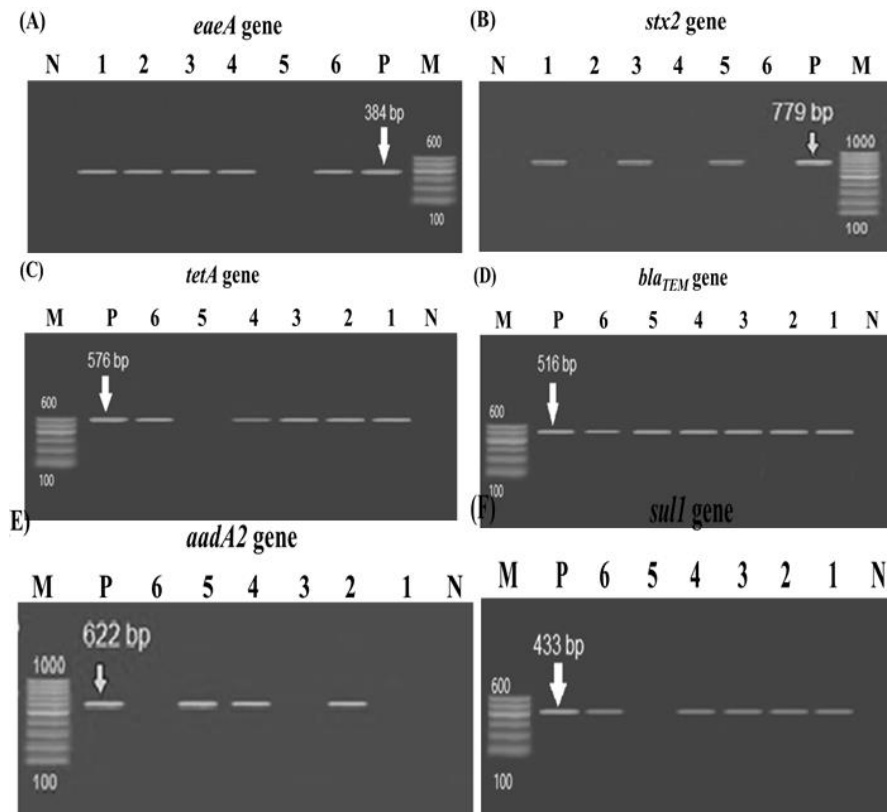 (A)
eaeA gene
N 1 2 3 4 5 6 P M
384 bp
600
100
(B)
stx2 gene
N 1 2 3 4 5 6 P M
779 bp
1000
100
(C)
tetA gene
M P 6 5 4 3 2 1 N
576 bp
600
100
(D)
blaTEM gene
M P 6 5 4 3 2 1 N
516 bp
600
100
E)
aadA2 gene
M P 6 5 4 3 2 1 N
622 bp
1000
100
(F)
sul1 gene
M P 6 5 4 3 2 1 N
433 bp
600
100